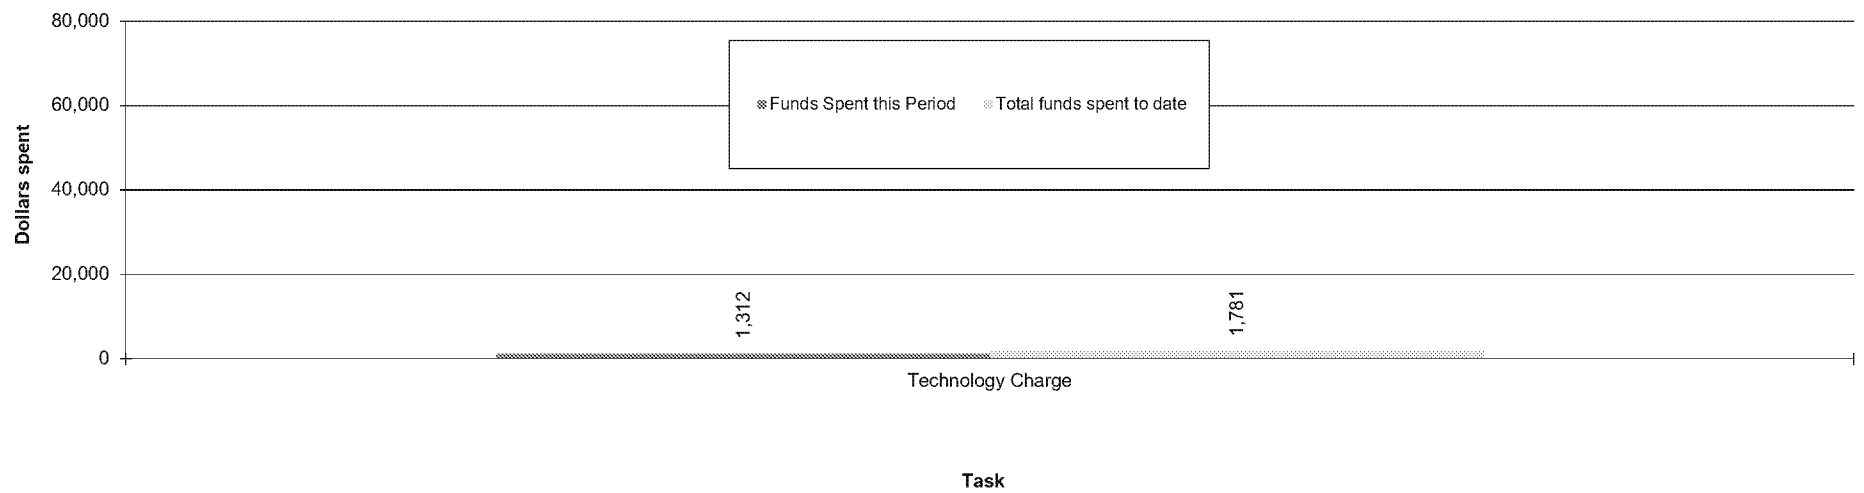 80,000
60,000
40,000
20,000
0
Dollars spent
Funds Spent this Period
Total funds spent to date
1,312
1,781
Technology Charge
Task